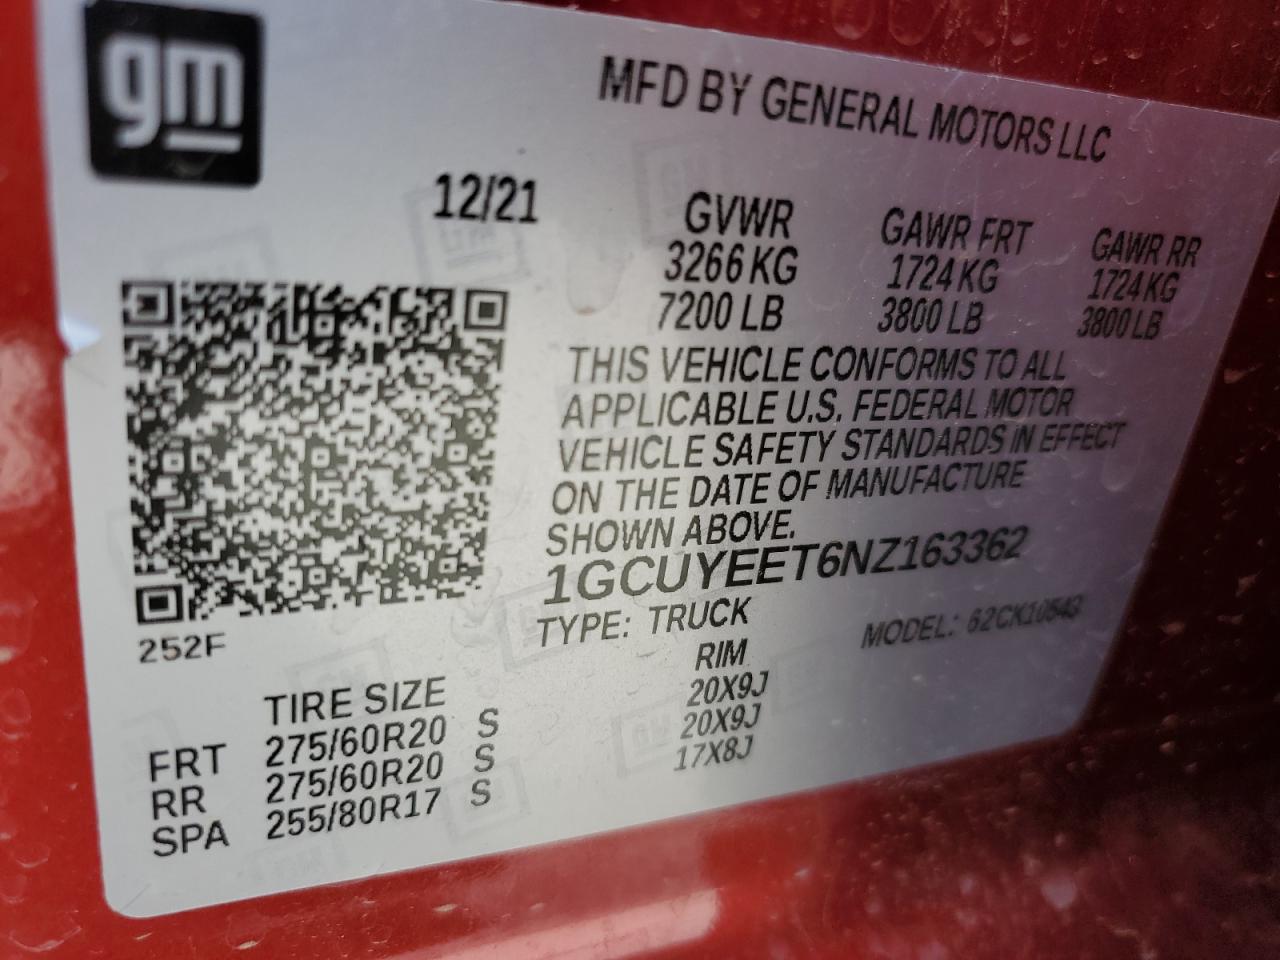 gm
MFD BY GENERAL MOTORS LLC
12/21
GVWR GAWR FRT GAWR RR
3266 KG 1724 KG 1724 KG
7200 LB 3800 LB 3800 LB
THIS VEHICLE CONFORMS TO ALL
APPLICABLE U.S. FEDERAL MOTOR
VEHICLE SAFETY STANDARDS IN EFFECT
ON THE DATE OF MANUFACTURE
SHOWN ABOVE.
1GCUYEET6NZ163362
TYPE: TRUCK MODEL: 62CK10543
252F
TIRE SIZE RIM
FRT 275/60R20 S 20X9J
RR 275/60R20 S 20X9J
SPA 255/80R17 S 17X8J